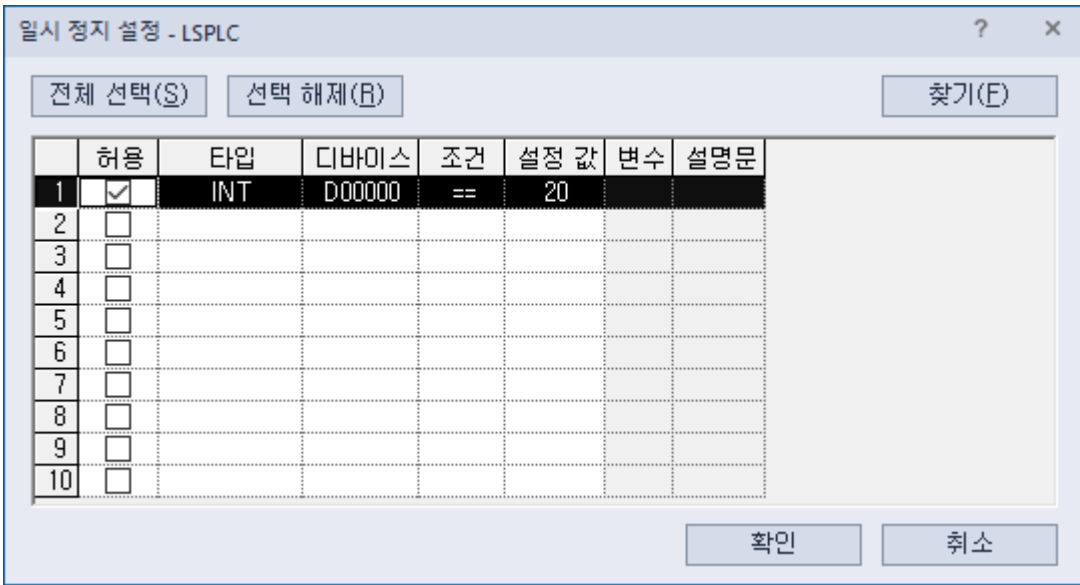 일시 정지 설정 - LSPLC ? ×
전체 선택(S) 선택 해제(R) 찾기(F)
허용 타입 디바이스 조건 설정 값 변수 설명문
1 INT D00000 == 20
2
3
4
5
6
7
8
9
10
확인 취소